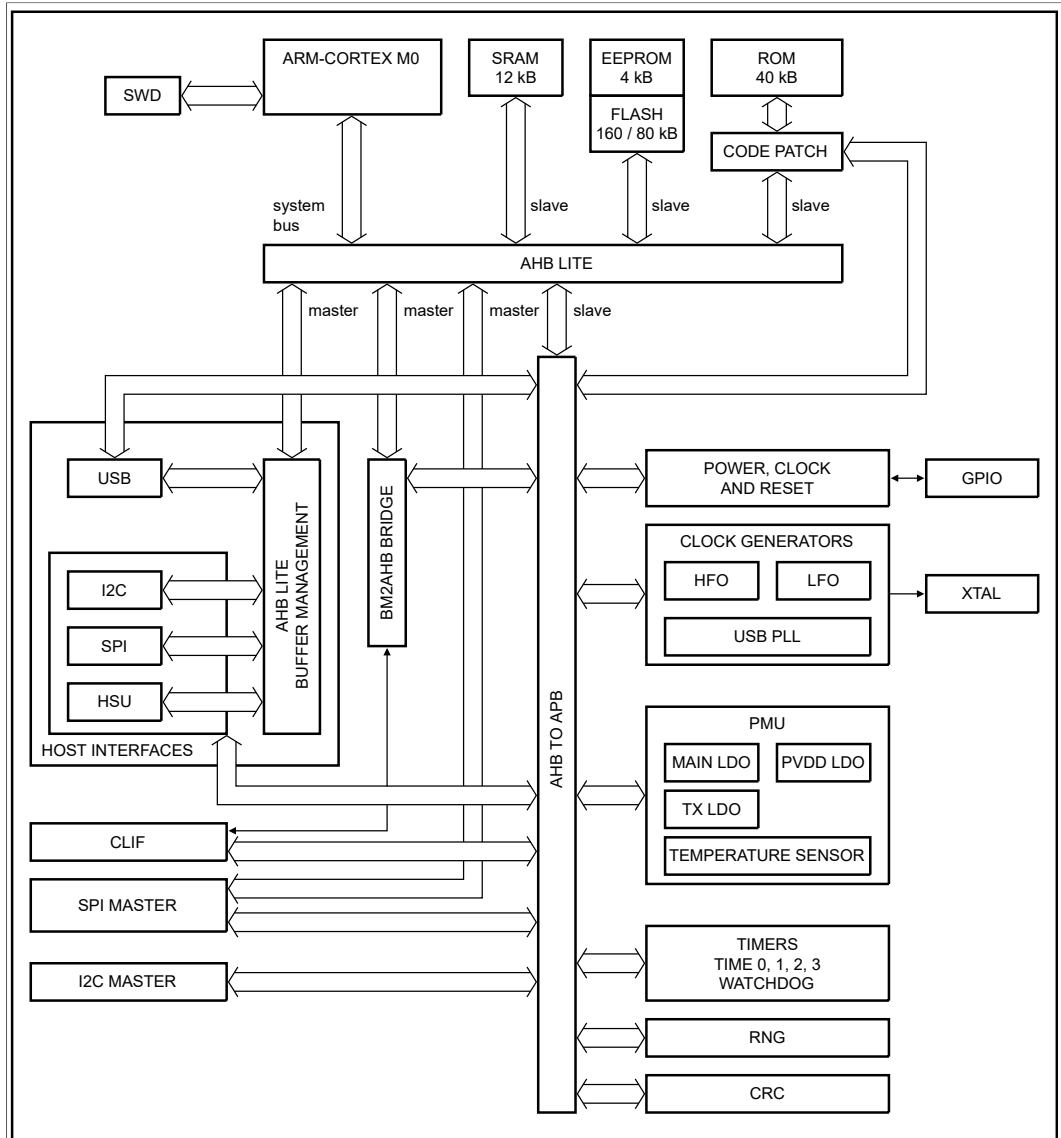 ARM-CORTEX M0
SWD
SRAM
12 kB
EEPROM
4 kB
FLASH
160 / 80 kB
ROM
40 kB
CODE PATCH
system
bus
slave
slave
slave
AHB LITE
master
master
master
slave
USB
I2C
SPI
HSU
HOST INTERFACES
AHB LITE
BUFFER MANAGEMENT
BM2AHB BRIDGE
AHB TO APB
CLIF
SPI MASTER
I2C MASTER
POWER, CLOCK
AND RESET
GPIO
CLOCK GENERATORS
HFO
LFO
USB PLL
XTAL
PMU
MAIN LDO
PVDD LDO
TX LDO
TEMPERATURE SENSOR
TIMERS
TIME 0, 1, 2, 3
WATCHDOG
RNG
CRC